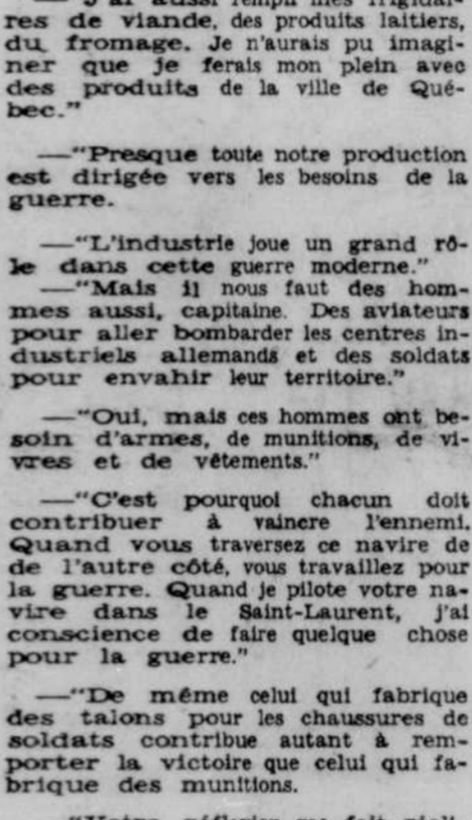 —"J'ai aussi rempli mes frigidai-
res de viande, des produits laitiers,
du fromage. Je n'aurais pu imagi-
ner que je ferais mon plein avec
des produits de la ville de Qué-
bec."
—"Presque toute notre production
est dirigée vers les besoins de la
guerre.
—"L'industrie joue un grand rô-
le dans cette guerre moderne."
—"Mais il nous faut des hom-
mes aussi, capitaine. Des aviateurs
pour aller bombarder les centres in-
dustriels allemands et des soldats
pour envahir leur territoire."
—"Oui, mais ces hommes ont be-
soin d'armes, de munitions, de vi-
vres et de vêtements."
—"C'est pourquoi chacun doit
contribuer à vaincre l'ennemi.
Quand vous traversez ce navire de
de l'autre côté, vous travaillez pour
la guerre. Quand je pilote votre na-
vire dans le Saint-Laurent, j'ai
conscience de faire quelque chose
pour la guerre."
—"De même celui qui fabrique
des talons pour les chaussures de
soldats contribue autant à rem-
porter la victoire que celui qui fa-
brique des munitions.